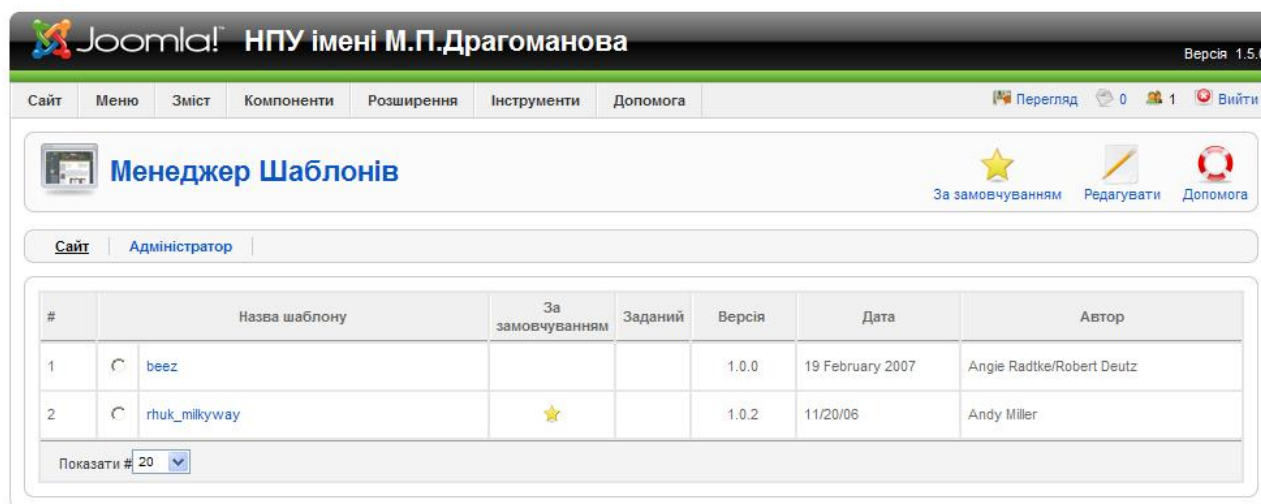 Joomla!™ НПУ імені М.П.Драгоманова
Версія 1.5.0
Сайт Меню Зміст Компоненти Розширення Інструменти Допомога Перегляд 0 1 Вийти
Менеджер Шаблонів За замовчуванням Редагувати Допомога
Сайт Адміністратор
# Назва шаблону За замовчуванням Заданий Версія Дата Автор
1 beez 1.0.0 19 February 2007 Angie Radtke/Robert Deutz
2 rhuk_milkyway 1.0.2 11/20/06 Andy Miller
Показати # 20